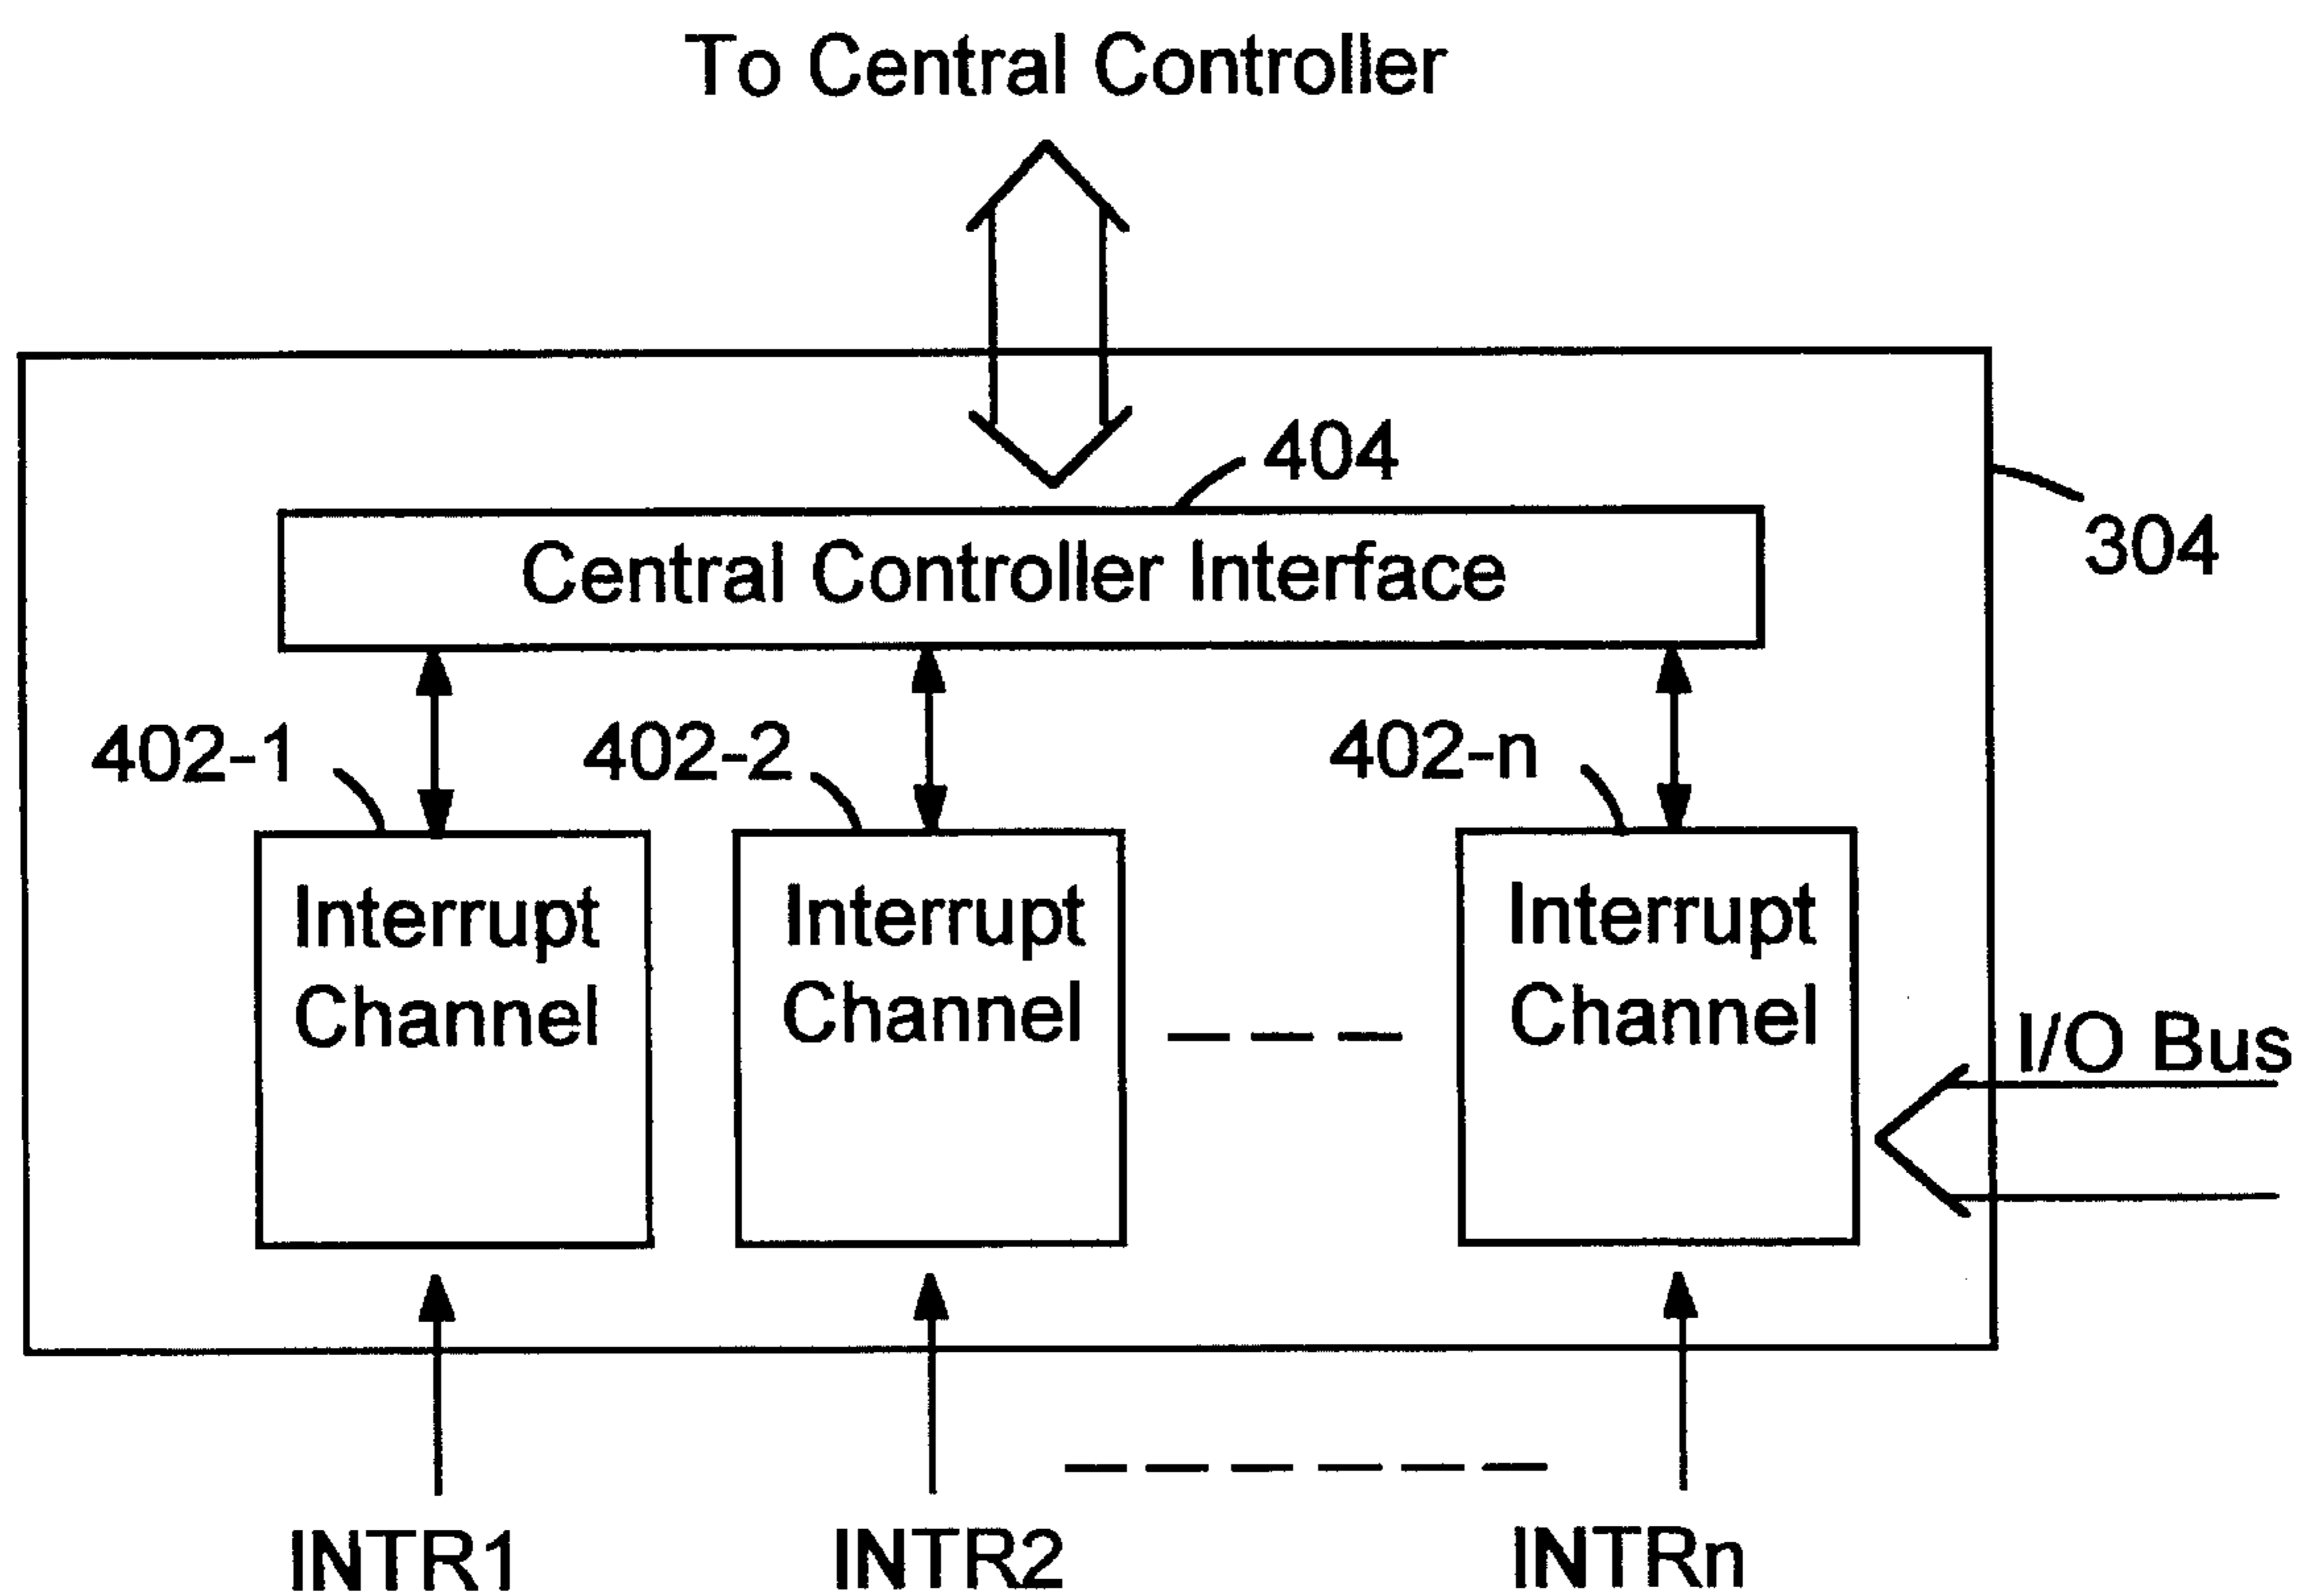 To Central Controller
404
304
Central Controller Interface
402-1
402-2
402-n
Interrupt
Channel
Interrupt
Channel
Interrupt
Channel
I/O Bus
INTR1
INTR2
INTRn